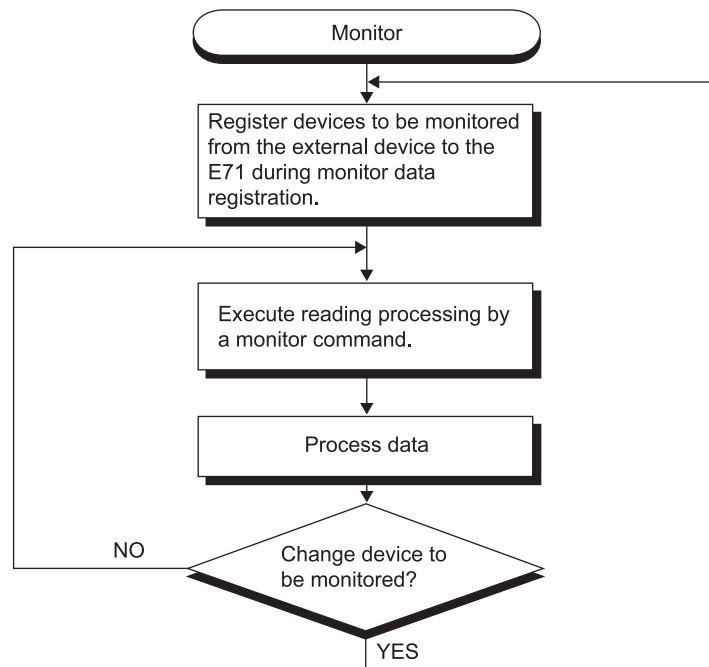 Monitor
Register devices to be monitored
from the external device to the
E71 during monitor data
registration.
Execute reading processing by
a monitor command.
Process data
NO
Change device to
be monitored?
YES